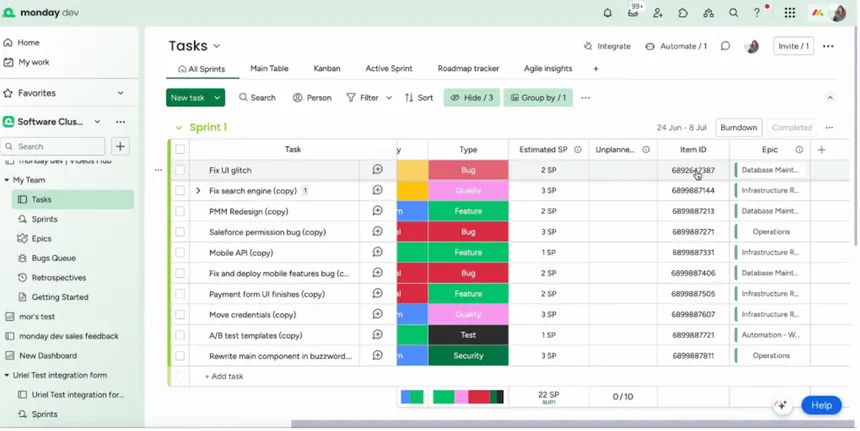 monday dev
99+
Home
My work
Favorites
Software Clus...
Search
monday dev | Videos Hub
My Team
Tasks
Sprints
Epics
Bugs Queue
Retrospectives
Getting Started
mor's test
monday dev sales feedback
New Dashboard
Uriel Test integration form
Uriel Test integration for...
Sprints
Tasks
Integrate
Automate / 1
Invite / 1
All Sprints
Main Table
Kanban
Active Sprint
Roadmap tracker
Agile insights
+
New task
Search
Person
Filter
Sort
Hide / 3
Group by / 1
Sprint 1
24 Jun - 8 Jul
Burndown
Completed
Task y Type Estimated SP Unplanne... Item ID Epic +
Fix UI glitch Bug 2 SP 6892647387 Database Maint...
Fix search engine (copy) 1 Quality 3 SP 6899887144 Infrastructure R...
PMM Redesign (copy) m Feature 2 SP 6899887213 Database Maint...
Saleforce permission bug (copy) al Bug 3 SP 6899887271 Operations
Mobile API (copy) Feature 1 SP 6899887331 Infrastructure R...
Fix and deploy mobile features bug (c... al Bug 2 SP 6899887406 Database Maint...
Payment form UI finishes (copy) al Feature 2 SP 6899887505 Infrastructure R...
Move credentials (copy) m Quality 3 SP 6899887607 Infrastructure R...
A/B test templates (copy) Test 1 SP 6899887721 Automation - W...
Rewrite main component in buzzword... m Security 3 SP 6899887811 Operations
+ Add task
22 SP
sum
0 / 10
Help